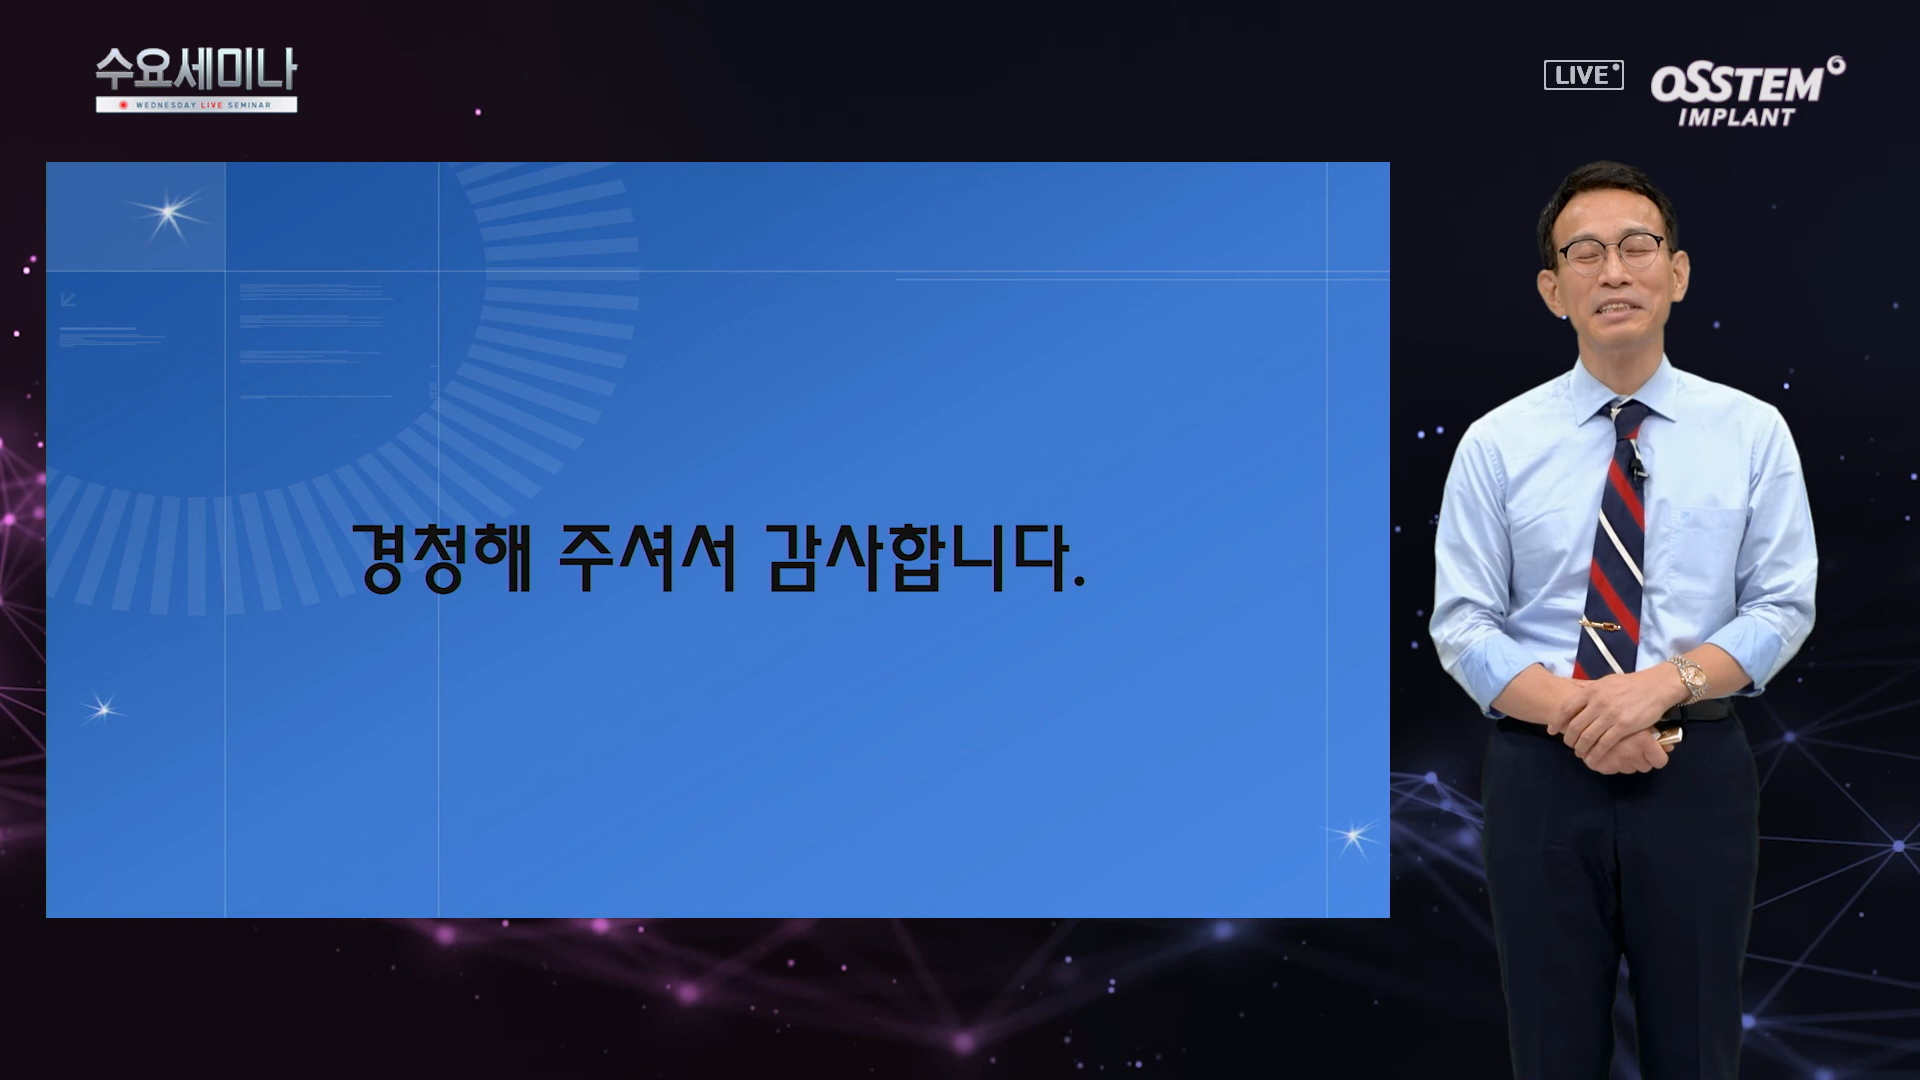 수요세미나
WEDNESDAY LIVE SEMINAR
LIVE
OSSTEM
IMPLANT
경청해 주셔서 감사합니다.